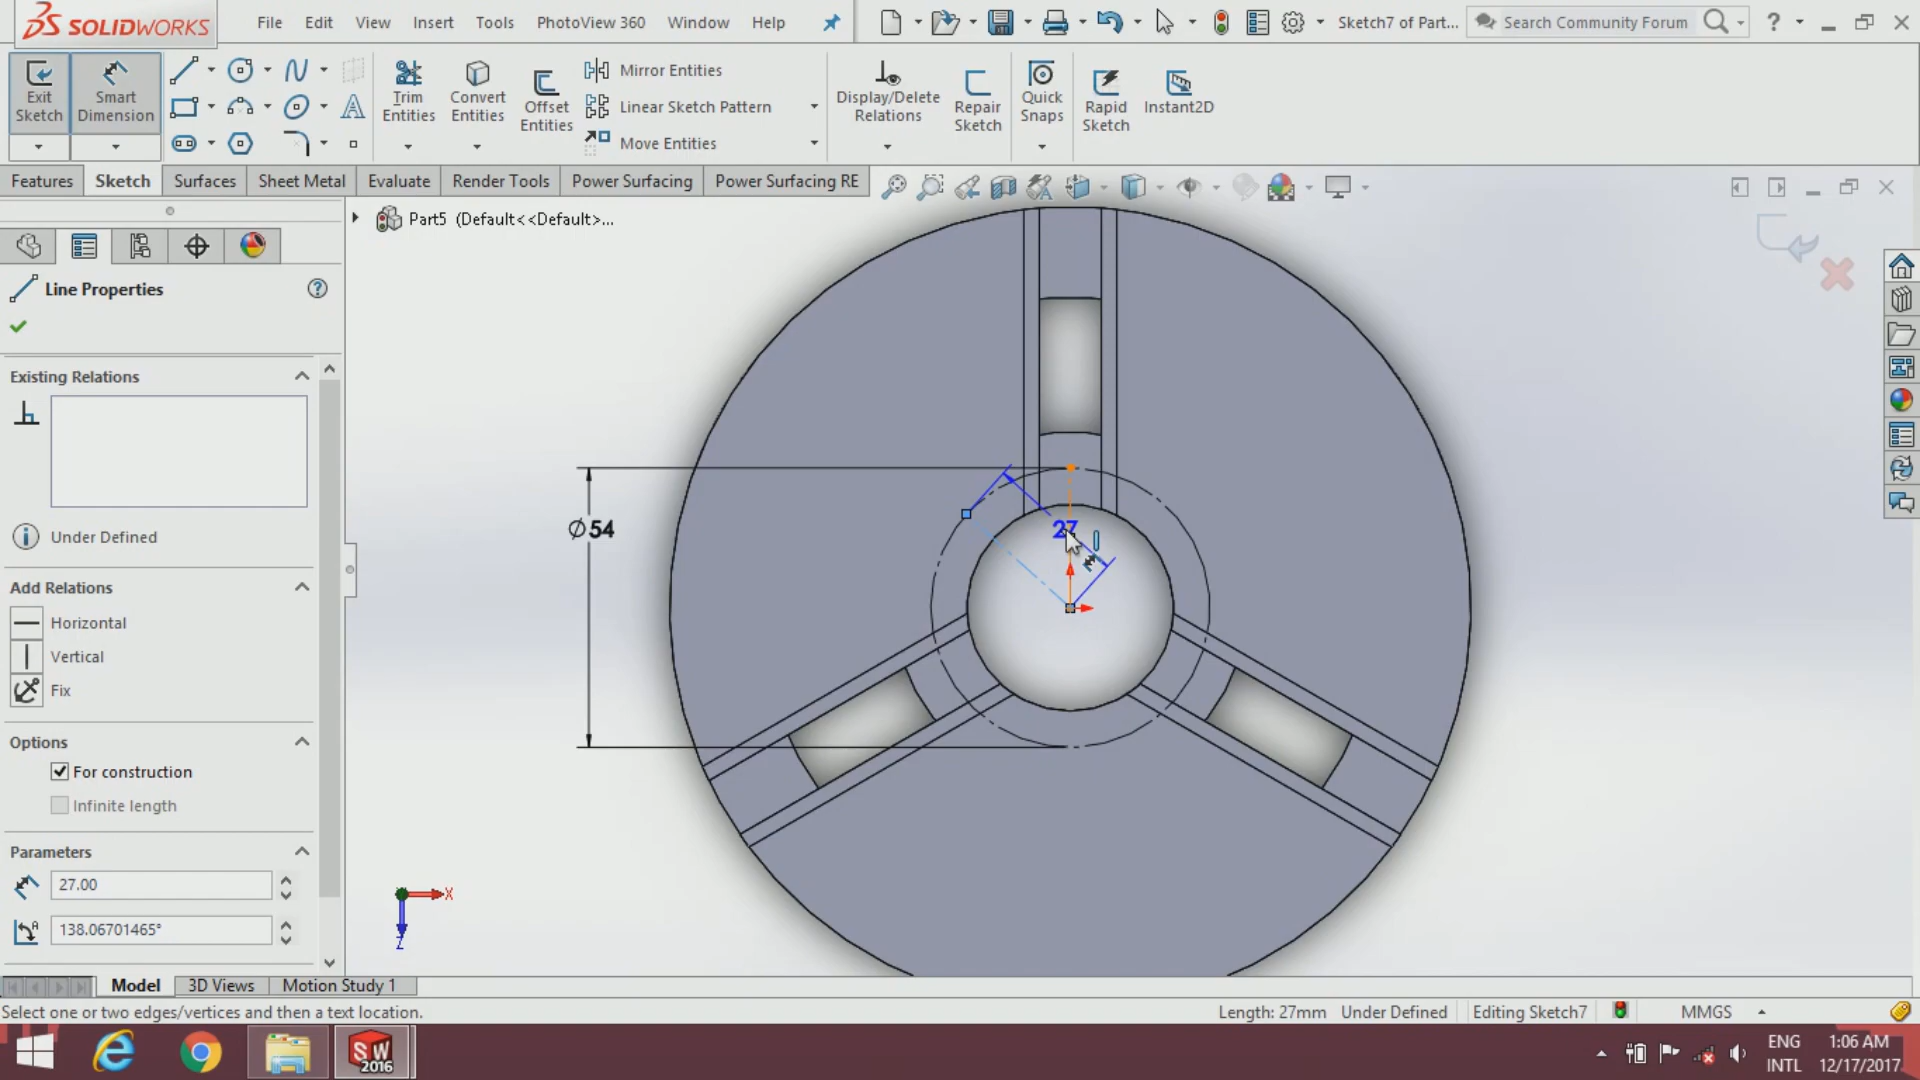 SOLIDWORKS File Edit View Insert Tools PhotoView 360 Window Help Sketch7 of Part... Search Community Forum ?
Exit Sketch
Smart Dimension
Trim Entities
Convert Entities
Offset Entities
Mirror Entities
Linear Sketch Pattern
Move Entities
Display/Delete Relations
Repair Sketch
Quick Snaps
Rapid Sketch
Instant2D
Features Sketch Surfaces Sheet Metal Evaluate Render Tools Power Surfacing Power Surfacing RE
Part5 (Default<<Default>...
Line Properties
Existing Relations
Under Defined
Add Relations
Horizontal
Vertical
Fix
Options
For construction
Infinite length
Parameters
27.00
138.06701465°
∅54
27
X
Z
Model 3D Views Motion Study 1
Select one or two edges/vertices and then a text location. Length: 27mm Under Defined Editing Sketch7 MMGS
SW 2016
ENG 1:06 AM
INTL 12/17/2017